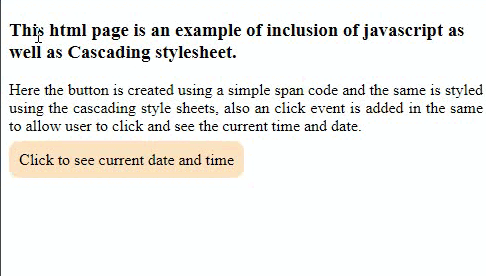 This html page is an example of inclusion of javascript as
well as Cascading stylesheet.
Here the button is created using a simple span code and the same is styled
using the cascading style sheets, also an click event is added in the same
to allow user to click and see the current time and date.
Click to see current date and time